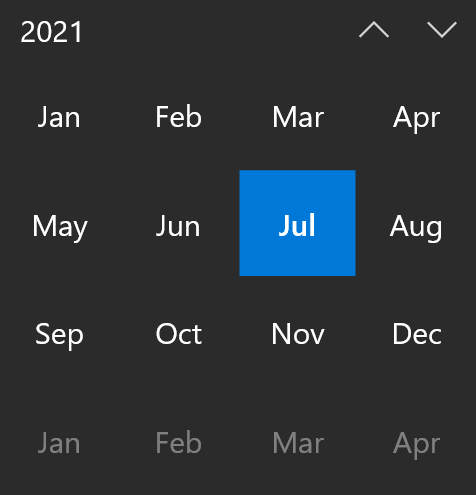 2021
Jan Feb Mar Apr
May Jun Jul Aug
Sep Oct Nov Dec
Jan Feb Mar Apr